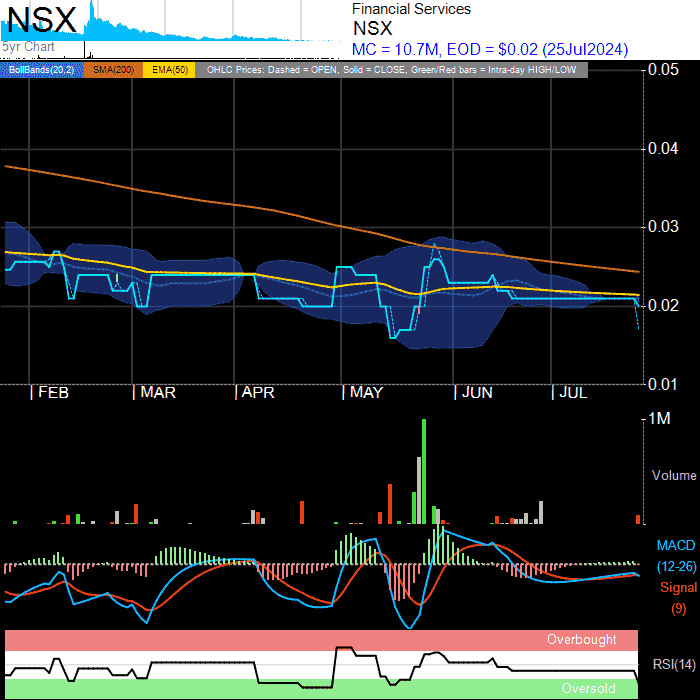 NSX
5yr Chart
Financial Services
NSX
MC = 10.7M, EOD = $0.02 (25Jul2024)
BollBands(20,2) SMA(200) EMA(50) OHLC Prices: Dashed = OPEN, Solid = CLOSE, Green/Red bars = Intra-day HIGH/LOW
0.05
0.04
0.03
0.02
0.01
FEB MAR APR MAY JUN JUL
1M
Volume
MACD
(12-26)
Signal
(9)
Overbought
RSI(14)
Oversold